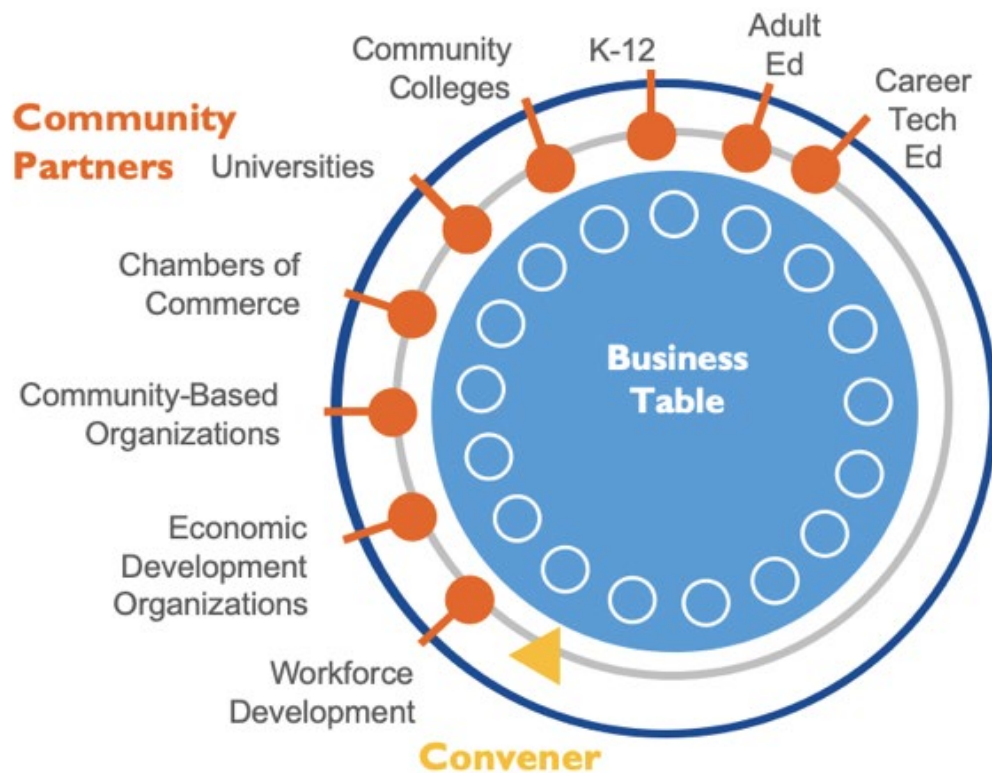 Community
Partners
Universities
Community
Colleges
K-12
Adult
Ed
Career
Tech
Ed
Chambers of
Commerce
Community-Based
Organizations
Economic
Development
Organizations
Workforce
Development
Convener
Business
Table